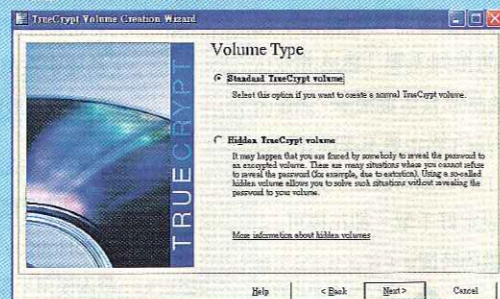 TrueCrypt Volume Creation Wizard
TRUECRYPT
Volume Type
Standard TrueCrypt volume
Select this option if you want to create a normal TrueCrypt volume.
Hidden TrueCrypt volume
It may happen that you are forced by somebody to reveal the password to
an encrypted volume. There are many situations where you cannot refuse
to reveal the password (for example, due to extortion). Using a so-called
hidden volume allows you to solve such situations without revealing the
password to your volume.
More information about hidden volumes
Help
< Back
Next >
Cancel